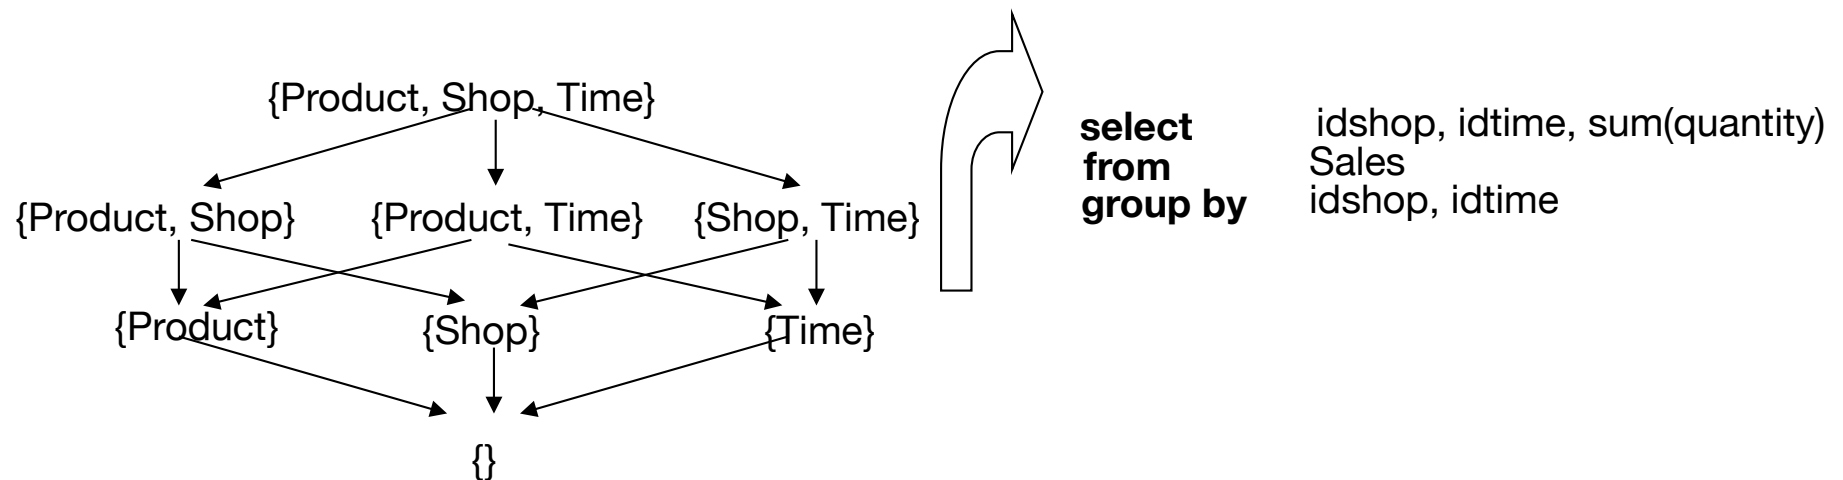 {Product, Shop, Time}
{Product, Shop} {Product, Time} {Shop, Time}
{Product} {Shop} {Time}
{}
select idshop, idtime, sum(quantity)
from Sales
group by idshop, idtime